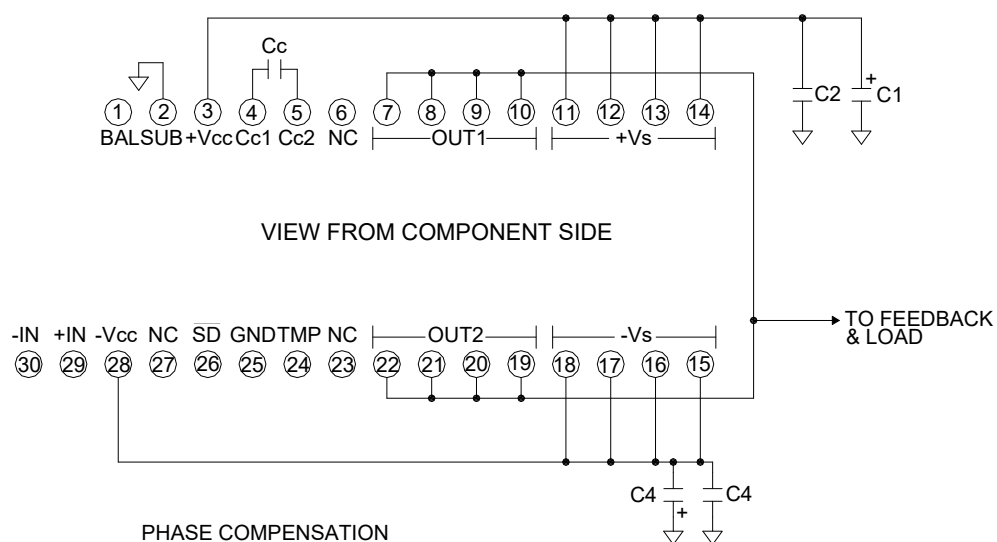 Cc
C2 + C1
1 2 3 4 5 6 7 8 9 10 11 12 13 14
BAL SUB +Vcc Cc1 Cc2 NC OUT1 +Vs
VIEW FROM COMPONENT SIDE
-IN +IN -Vcc NC SD GND TMP NC OUT2 -Vs
30 29 28 27 26 25 24 23 22 21 20 19 18 17 16 15
TO FEEDBACK
& LOAD
C4 + C4
PHASE COMPENSATION